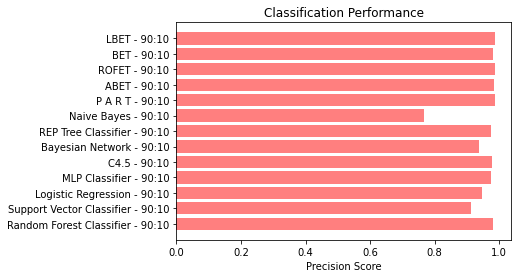 Classification Performance
LBET - 90:10
BET - 90:10
ROFET - 90:10
ABET - 90:10
P A R T - 90:10
Naive Bayes - 90:10
REP Tree Classifier - 90:10
Bayesian Network - 90:10
C4.5 - 90:10
MLP Classifier - 90:10
Logistic Regression - 90:10
Support Vector Classifier - 90:10
Random Forest Classifier - 90:10
0.0 0.2 0.4 0.6 0.8 1.0
Precision Score